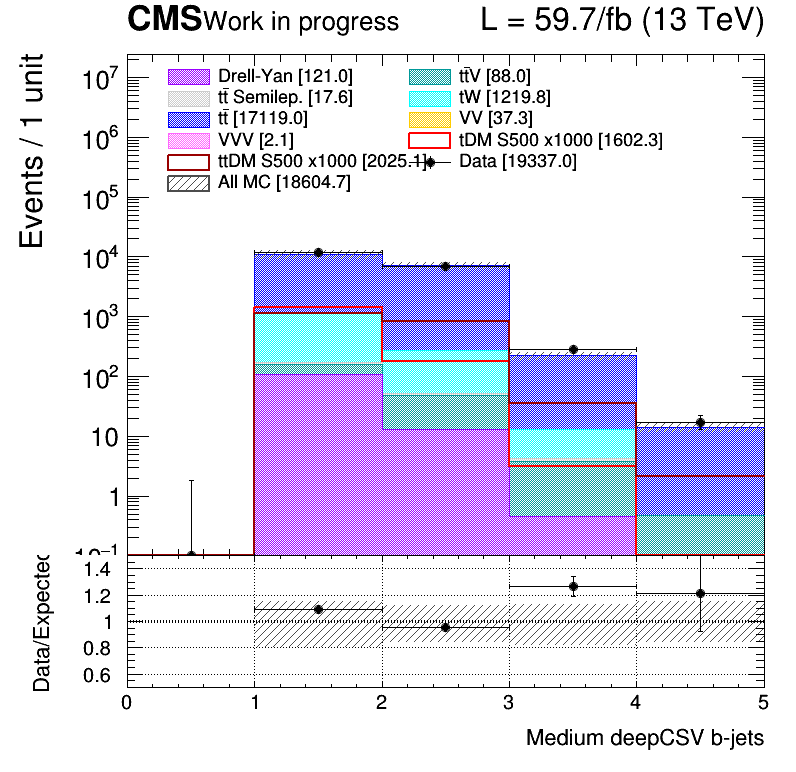 CMS Work in progress L = 59.7/fb (13 TeV)
Events / 1 unit
10⁷
10⁶
10⁵
10⁴
10³
10²
10
1
10⁻¹
Drell-Yan [121.0] tt̄V [88.0]
tt̄ Semilep. [17.6] tW [1219.8]
tt̄ [17119.0] VV [37.3]
VVV [2.1] tDM S500 x1000 [1602.3]
ttDM S500 x1000 [2025.1] Data [19337.0]
All MC [18604.7]
Data/Expected
1.4
1.2
1
0.8
0.6
0 1 2 3 4 5
Medium deepCSV b-jets